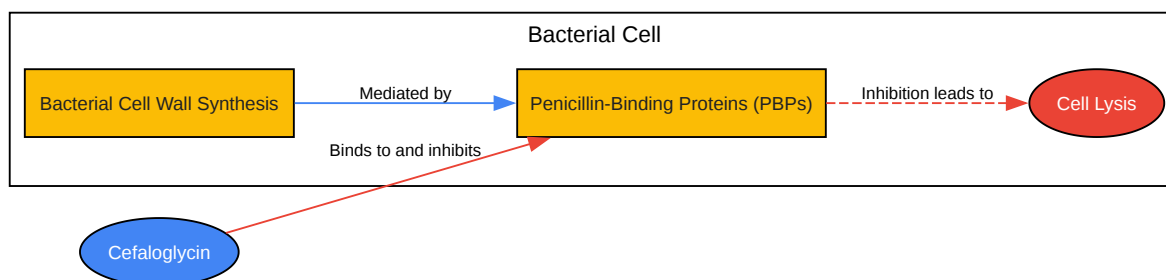 Bacterial Cell
Bacterial Cell Wall Synthesis
Mediated by
Penicillin-Binding Proteins (PBPs)
Inhibition leads to
Cell Lysis
Binds to and inhibits
Cefaloglycin